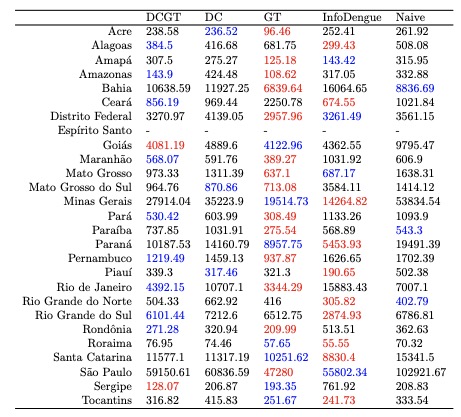 DCGT DC GT InfoDengue Naive
Acre 238.58 236.52 96.46 252.41 261.92
Alagoas 384.5 416.68 681.75 299.43 508.08
Amapá 307.5 275.27 125.18 143.42 315.95
Amazonas 143.9 424.48 108.62 317.05 332.88
Bahia 10638.59 11927.25 6839.64 16064.65 8836.69
Ceará 856.19 969.44 2250.78 674.55 1021.84
Distrito Federal 3270.97 4139.05 2957.96 3261.49 3561.15
Espírito Santo - - - - -
Goiás 4081.19 4889.6 4122.96 4362.55 9795.47
Maranhão 568.07 591.76 389.27 1031.92 606.9
Mato Grosso 973.33 1311.39 637.1 687.17 1638.31
Mato Grosso do Sul 964.76 870.86 713.08 3584.11 1414.12
Minas Gerais 27914.04 35223.9 19514.73 14264.82 53834.54
Pará 530.42 603.99 308.49 1133.26 1093.9
Paraíba 737.85 1031.91 275.54 568.89 543.3
Paraná 10187.53 14160.79 8957.75 5453.93 19491.39
Pernambuco 1219.49 1459.13 937.87 1626.65 1702.39
Piauí 339.3 317.46 321.3 190.65 502.38
Rio de Janeiro 4392.15 10707.1 3344.29 15883.43 7007.1
Rio Grande do Norte 504.33 662.92 416 305.82 402.79
Rio Grande do Sul 6101.44 7212.6 6512.75 2874.93 6786.81
Rondônia 271.28 320.94 209.99 513.51 362.63
Roraima 76.95 74.46 57.65 55.55 70.32
Santa Catarina 11577.1 11317.19 10251.62 8830.4 15341.5
São Paulo 59150.61 60836.59 47280 55802.34 102921.67
Sergipe 128.07 206.87 193.35 761.92 208.83
Tocantins 316.82 415.83 251.67 241.73 333.54